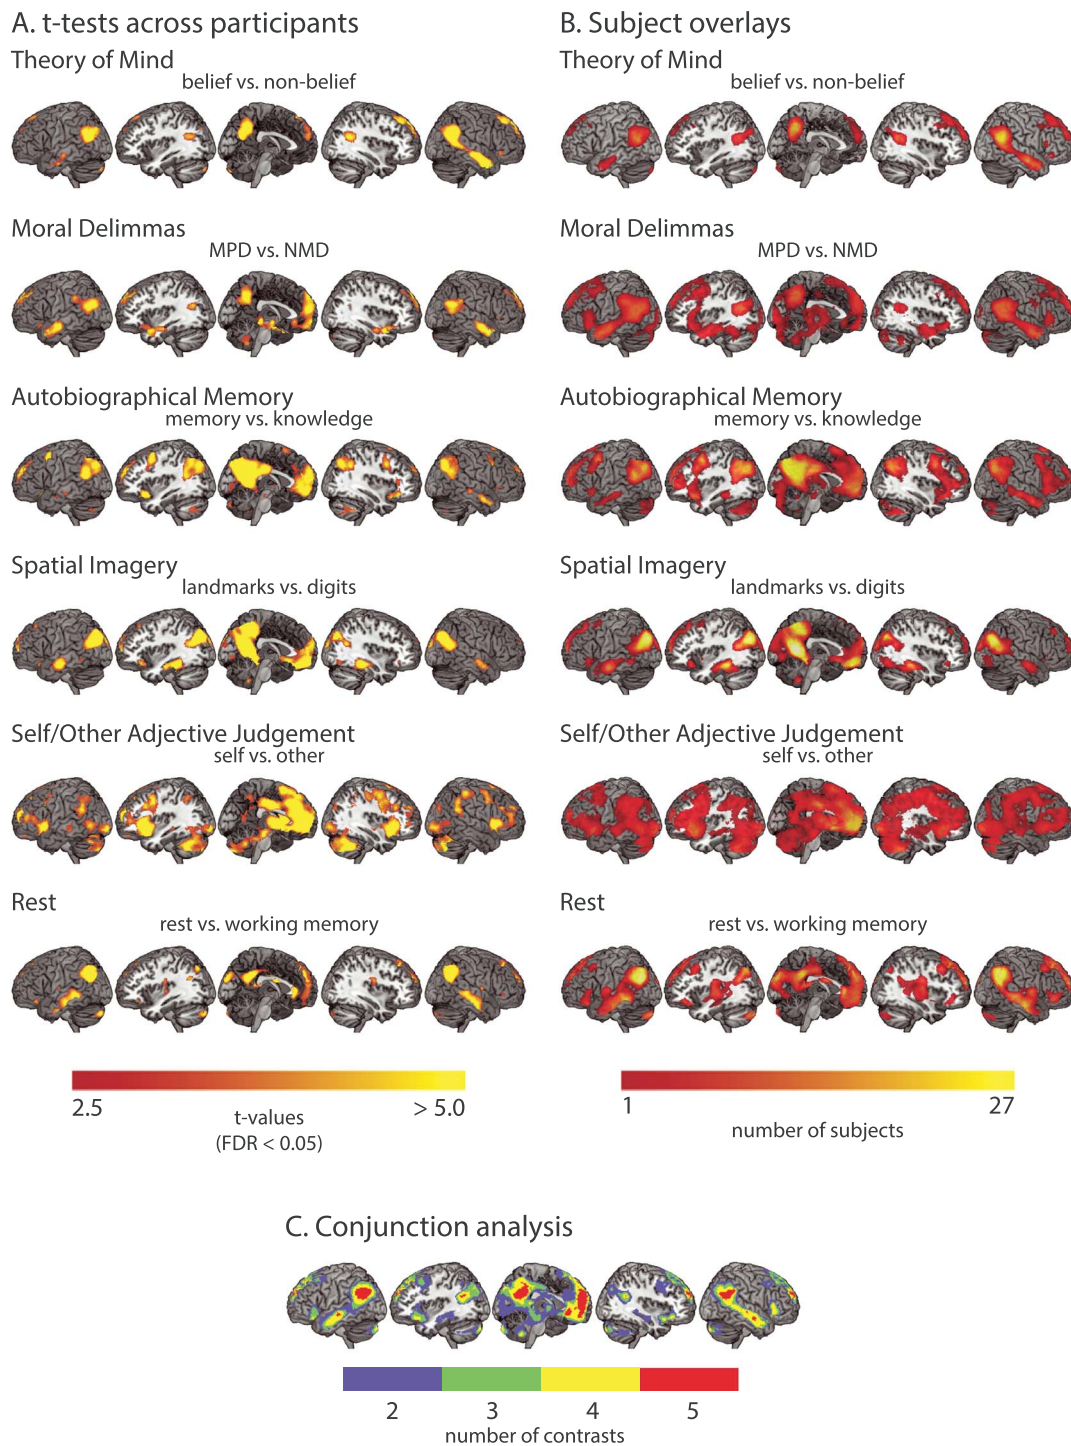 A. t-tests across participants
Theory of Mind
belief vs. non-belief
Moral Delimmas
MPD vs. NMD
Autobiographical Memory
memory vs. knowledge
Spatial Imagery
landmarks vs. digits
Self/Other Adjective Judgement
self vs. other
Rest
rest vs. working memory
2.5
> 5.0
t-values
(FDR < 0.05)
B. Subject overlays
Theory of Mind
belief vs. non-belief
Moral Delimmas
MPD vs. NMD
Autobiographical Memory
memory vs. knowledge
Spatial Imagery
landmarks vs. digits
Self/Other Adjective Judgement
self vs. other
Rest
rest vs. working memory
1
27
number of subjects
C. Conjunction analysis
2 3 4 5
number of contrasts